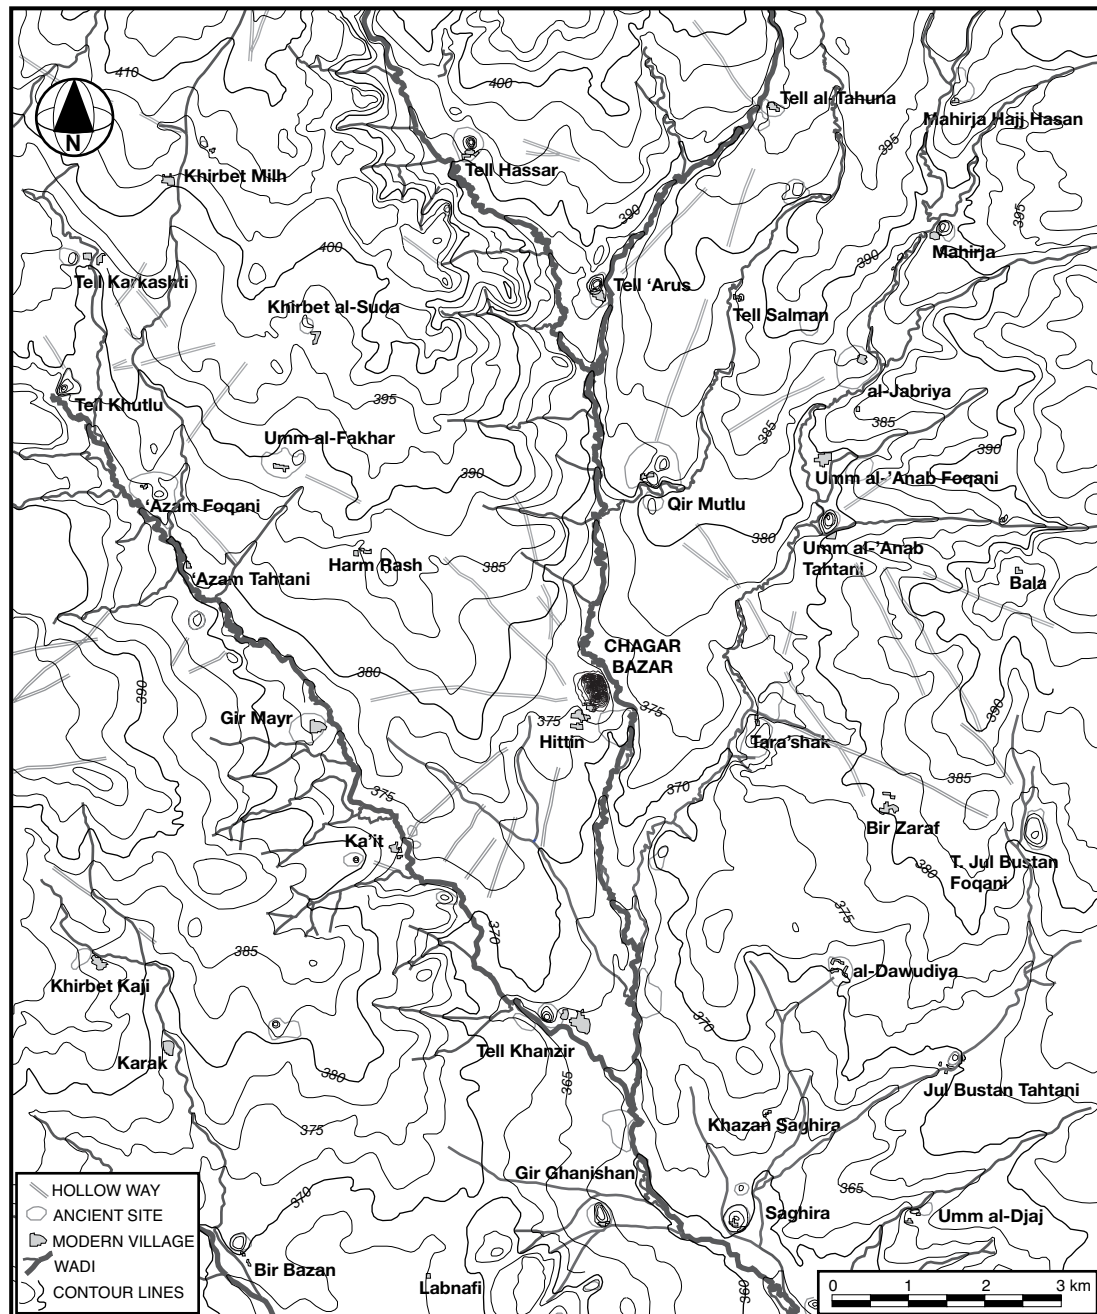 410
400
Tell al-Tahuna
Mahirja Hajj Hasan
N
395
Tell Hassar
Khirbet Milh
390
395
400
Mahirja
390
Tell Karkashti
Tell 'Arus
Khirbet al-Suda
Tell Salman
al-Jabriya
Tell Khutlu
395
385
385
Umm al-Fakhar
390
390
Umm al-'Anab Foqani
'Azam Foqani
Qir Mutlu
380
Umm al-'Anab
Tahtani
Harm Rash
385
'Azam Tahtani
Bala
CHAGAR
BAZAR
380
390
375
390
Gir Mayr
375
Hittin
Tara'shak
385
370
375
Bir Zaraf
Ka'it
T. Jul Bustan
Foqani
380
375
370
385
al-Dawudiya
Khirbet Kaji
370
Tell Khanzir
Karak
380
365
Jul Bustan Tahtani
375
Khazan Saghira
Gir Ghanishan
365
370
Saghira
Umm al-Djaj
HOLLOW WAY
ANCIENT SITE
MODERN VILLAGE
WADI
CONTOUR LINES
Bir Bazan
Labnafi
360
0 1 2 3 km